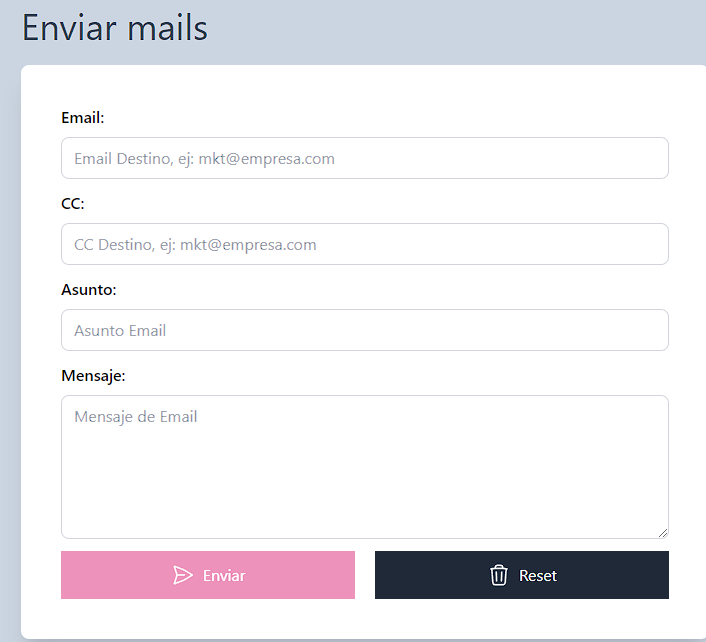 Enviar mails
Email:
Email Destino, ej: mkt@empresa.com
CC:
CC Destino, ej: mkt@empresa.com
Asunto:
Asunto Email
Mensaje:
Mensaje de Email
Enviar
Reset